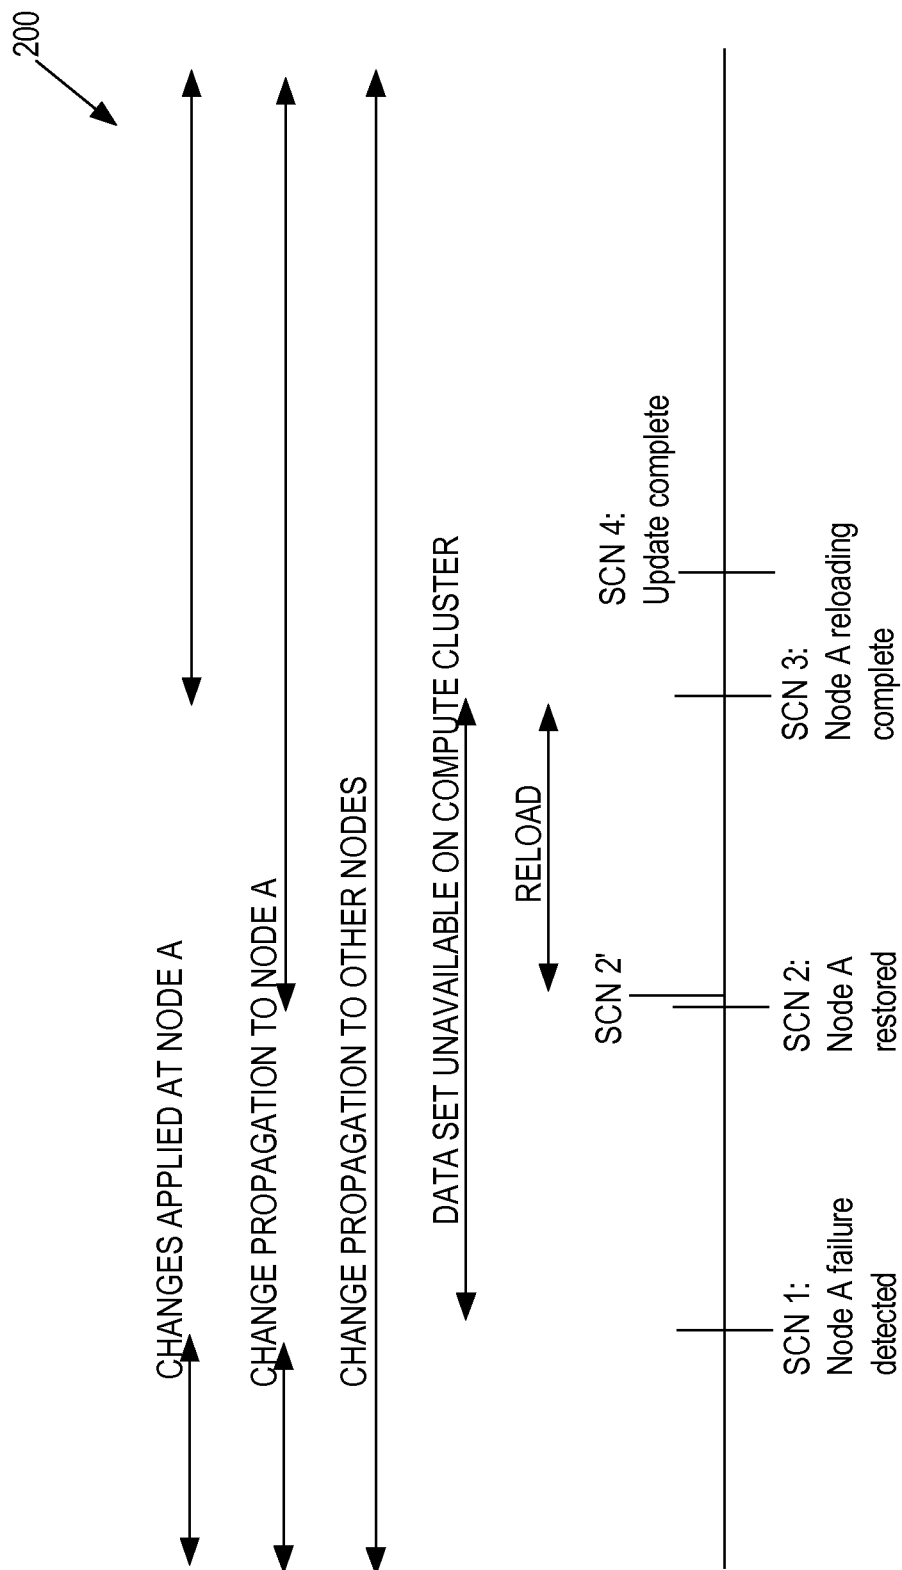 200
CHANGES APPLIED AT NODE A
CHANGE PROPAGATION TO NODE A
CHANGE PROPAGATION TO OTHER NODES
DATA SET UNAVAILABLE ON COMPUTE CLUSTER
RELOAD
SCN 2'
SCN 4:
Update complete
SCN 1:
Node A failure
detected
SCN 2:
Node A
restored
SCN 3:
Node A reloading
complete